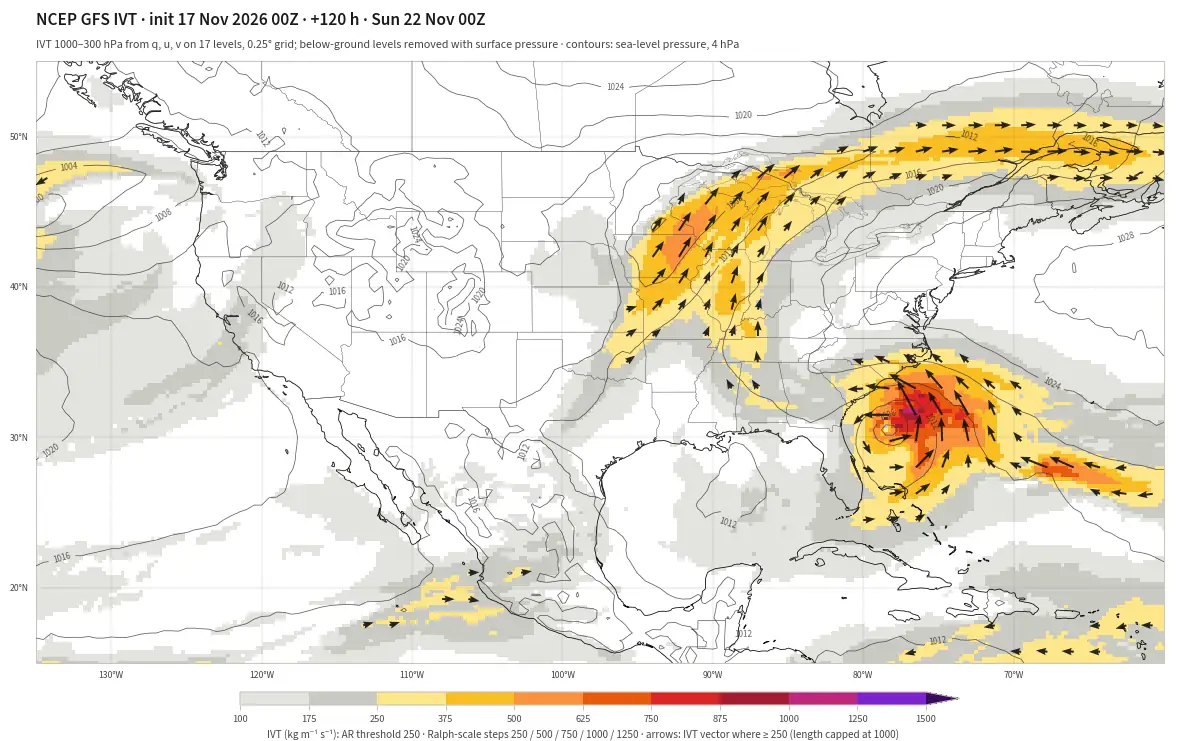 NCEP GFS IVT · init 17 Nov 2026 00Z · +120 h · Sun 22 Nov 00Z
IVT 1000–300 hPa from q, u, v on 17 levels, 0.25° grid; below-ground levels removed with surface pressure · contours: sea-level pressure, 4 hPa
1024
1020
1012
1012
1016
50°N
1004
1016
1020
1008
1028
1024
1020
40°N
1012
1016
1020
1016
1024
1016
1024
30°N
1020
1012
1016
1012
1016
20°N
1012
1012
130°W 120°W 110°W 100°W 90°W 80°W 70°W
100 175 250 375 500 625 750 875 1000 1250 1500
IVT (kg m⁻¹ s⁻¹): AR threshold 250 · Ralph-scale steps 250 / 500 / 750 / 1000 / 1250 · arrows: IVT vector where ≥ 250 (length capped at 1000)